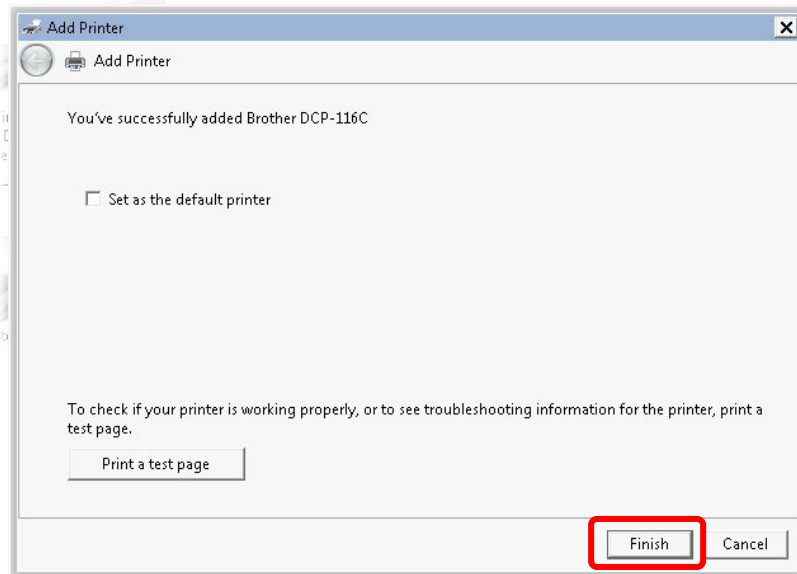 Add Printer
Add Printer
You've successfully added Brother DCP-116C
Set as the default printer
To check if your printer is working properly, or to see troubleshooting information for the printer, print a
test page.
Print a test page
Finish
Cancel